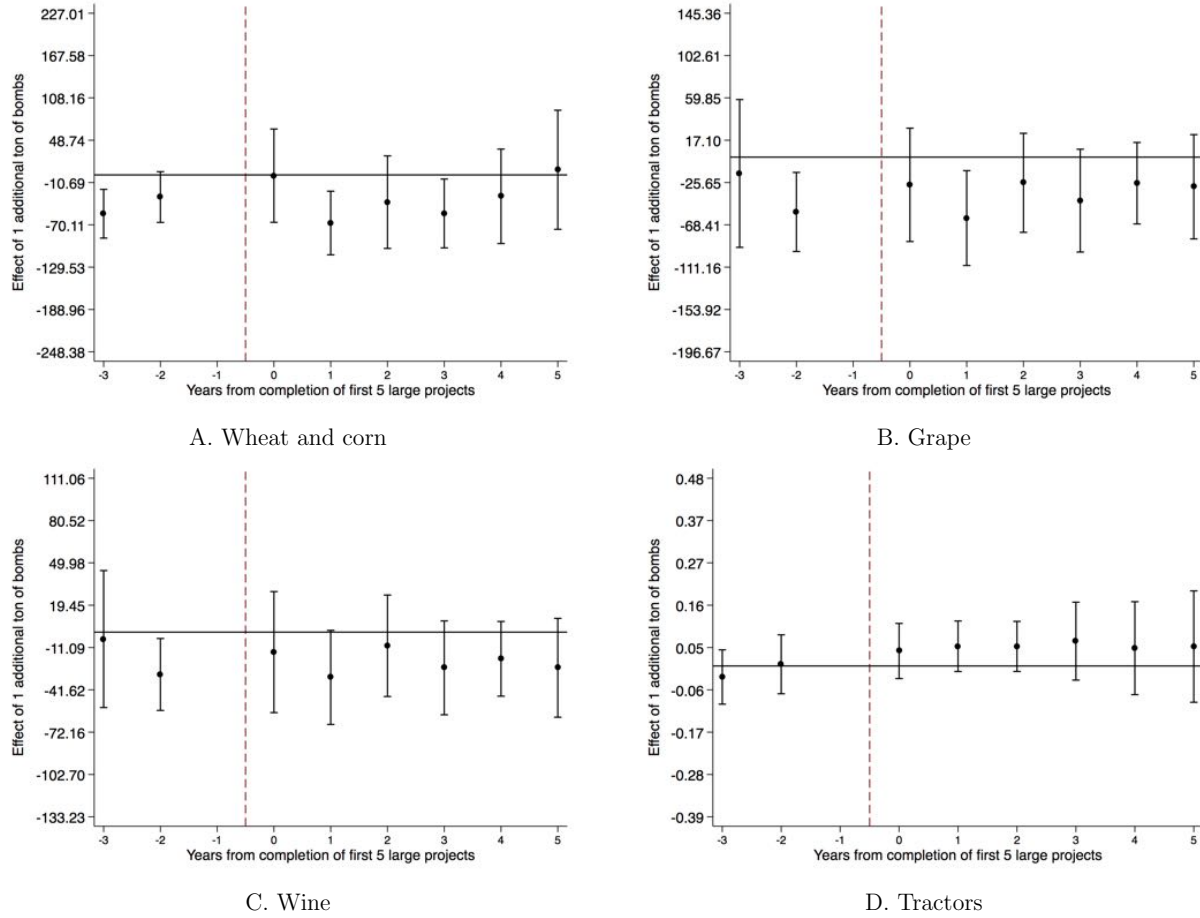 227.01
167.58
108.16
48.74
-10.69
-70.11
-129.53
-188.96
-248.38
Effect of 1 additional ton of bombs
-3 -2 -1 0 1 2 3 4 5
Years from completion of first 5 large projects
A. Wheat and corn
145.36
102.61
59.85
17.10
-25.65
-68.41
-111.16
-153.92
-196.67
Effect of 1 additional ton of bombs
-3 -2 -1 0 1 2 3 4 5
Years from completion of first 5 large projects
B. Grape
111.06
80.52
49.98
19.45
-11.09
-41.62
-72.16
-102.70
-133.23
Effect of 1 additional ton of bombs
-3 -2 -1 0 1 2 3 4 5
Years from completion of first 5 large projects
C. Wine
0.48
0.37
0.27
0.16
0.05
-0.06
-0.17
-0.28
-0.39
Effect of 1 additional ton of bombs
-3 -2 -1 0 1 2 3 4 5
Years from completion of first 5 large projects
D. Tractors